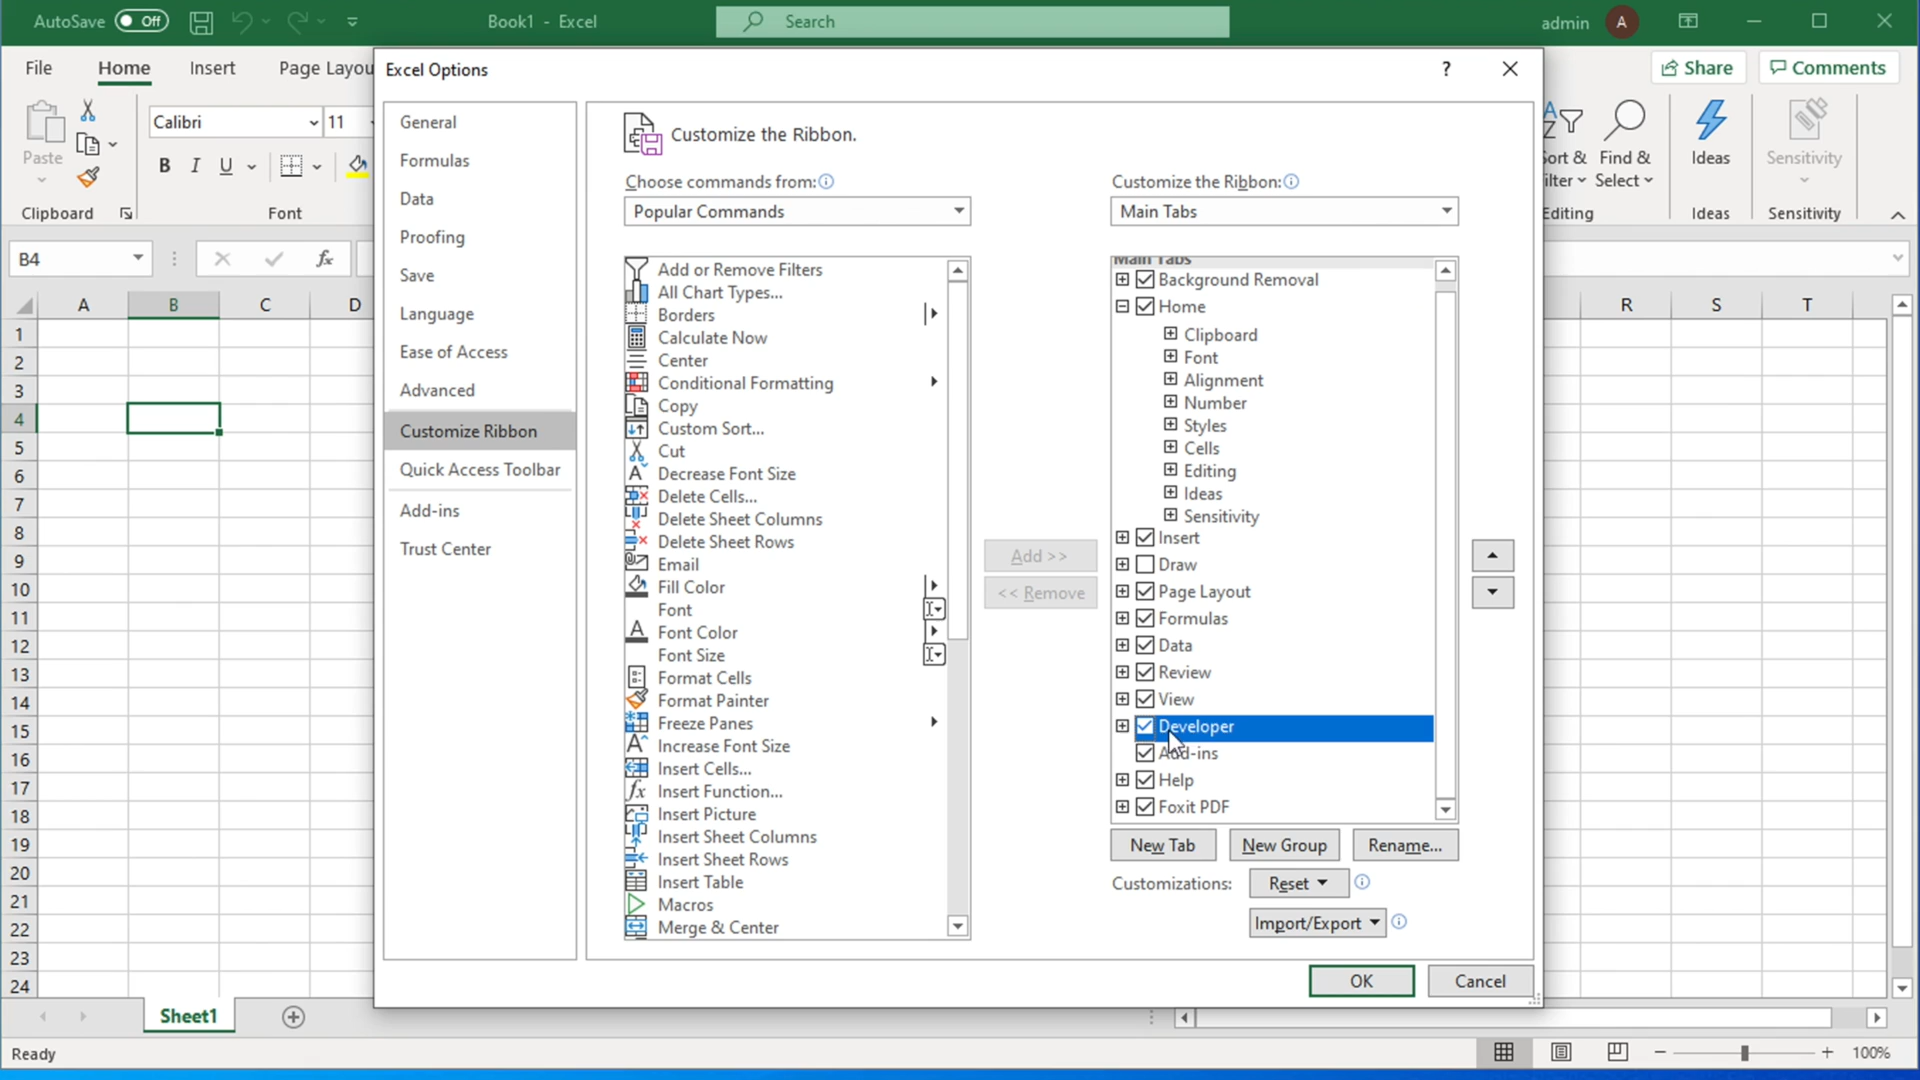 AutoSave Off
Book1 - Excel
Search
admin A
File Home Insert Page Layou
Share Comments
Paste
Clipboard
Calibri 11
B I U
Font
ort & Find &
ilter Select
Editing
Ideas
Ideas
Sensitivity
Sensitivity
B4 fx
A B C D R S T
1
2
3
4
5
6
7
8
9
10
11
12
13
14
15
16
17
18
19
20
21
22
23
24
Excel Options ?
General
Formulas
Data
Proofing
Save
Language
Ease of Access
Advanced
Customize Ribbon
Quick Access Toolbar
Add-ins
Trust Center
Customize the Ribbon.
Choose commands from:
Popular Commands
Add or Remove Filters
All Chart Types...
Borders
Calculate Now
Center
Conditional Formatting
Copy
Custom Sort...
Cut
Decrease Font Size
Delete Cells...
Delete Sheet Columns
Delete Sheet Rows
Email
Fill Color
Font
Font Color
Font Size
Format Cells
Format Painter
Freeze Panes
Increase Font Size
Insert Cells...
Insert Function...
Insert Picture
Insert Sheet Columns
Insert Sheet Rows
Insert Table
Macros
Merge & Center
Add >>
<< Remove
Customize the Ribbon:
Main Tabs
Main Tabs
Background Removal
Home
Clipboard
Font
Alignment
Number
Styles
Cells
Editing
Ideas
Sensitivity
Insert
Draw
Page Layout
Formulas
Data
Review
View
Developer
Add-ins
Help
Foxit PDF
New Tab New Group Rename...
Customizations: Reset
Import/Export
OK Cancel
Sheet1
Ready
100%